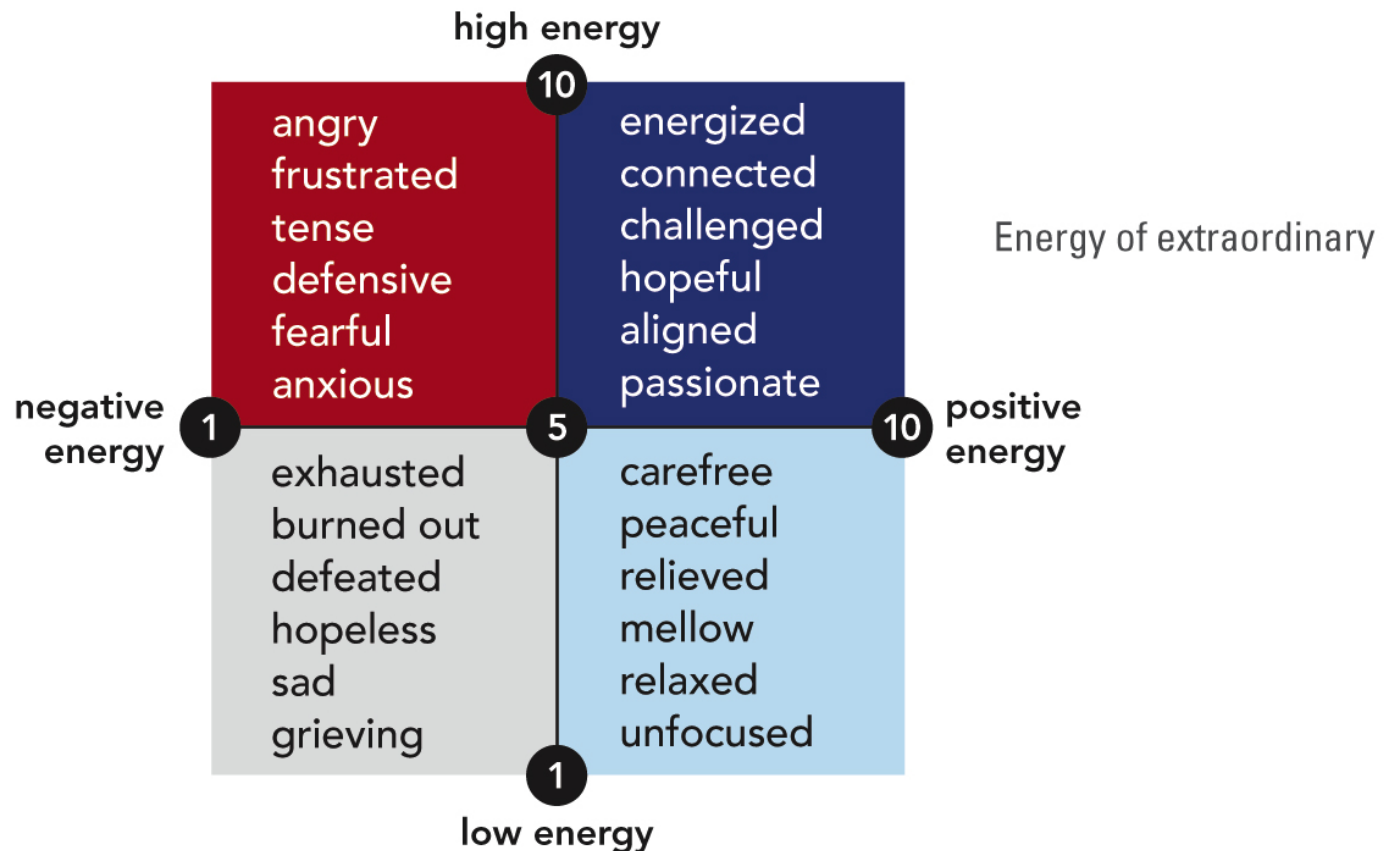 high energy
10
angry
frustrated
tense
defensive
fearful
anxious
energized
connected
challenged
hopeful
aligned
passionate
Energy of extraordinary
negative
energy
1
5
10
positive
energy
exhausted
burned out
defeated
hopeless
sad
grieving
carefree
peaceful
relieved
mellow
relaxed
unfocused
1
low energy